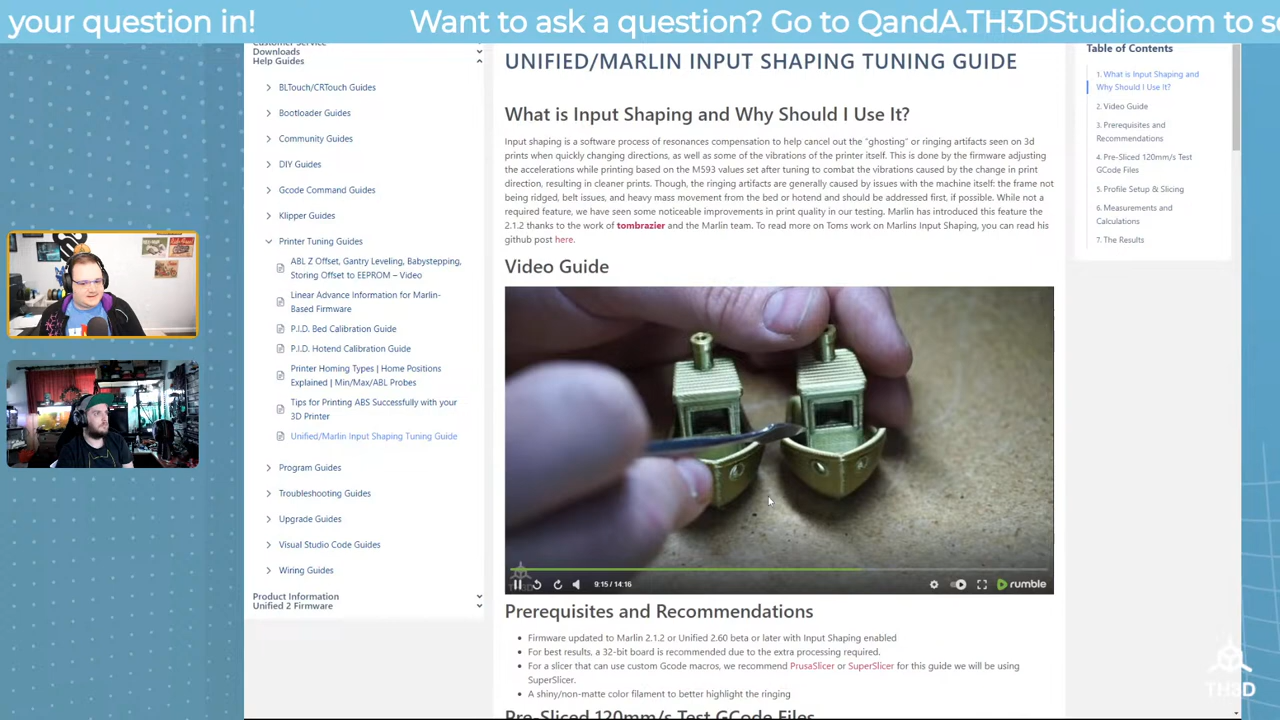 your question in!
Want to ask a question? Go to QandA.TH3DStudio.com to s
Customer Service
Downloads
Help Guides
BLTouch/CRTouch Guides
Bootloader Guides
Community Guides
DIY Guides
Gcode Command Guides
Klipper Guides
Printer Tuning Guides
ABL Z Offset, Gantry Leveling, Babystepping,
Storing Offset to EEPROM – Video
Linear Advance Information for Marlin-
Based Firmware
P.I.D. Bed Calibration Guide
P.I.D. Hotend Calibration Guide
Printer Homing Types | Home Positions
Explained | Min/Max/ABL Probes
Tips for Printing ABS Successfully with your
3D Printer
Unified/Marlin Input Shaping Tuning Guide
Program Guides
Troubleshooting Guides
Upgrade Guides
Visual Studio Code Guides
Wiring Guides
Product Information
Unified 2 Firmware
UNIFIED/MARLIN INPUT SHAPING TUNING GUIDE
What is Input Shaping and Why Should I Use It?
Input shaping is a software process of resonances compensation to help cancel out the "ghosting" or ringing artifacts seen on 3d
prints when quickly changing directions, as well as some of the vibrations of the printer itself. This is done by the firmware adjusting
the accelerations while printing based on the M593 values set after tuning to combat the vibrations caused by the change in print
direction, resulting in cleaner prints. Though, the ringing artifacts are generally caused by issues with the machine itself: the frame not
being ridged, belt issues, and heavy mass movement from the bed or hotend and should be addressed first, if possible. While not a
required feature, we have seen some noticeable improvements in print quality in our testing. Marlin has introduced this feature the
2.1.2 thanks to the work of tombrazier and the Marlin team. To read more on Toms work on Marlins Input Shaping, you can read his
github post here.
Video Guide
9:15 / 14:16
rumble
Prerequisites and Recommendations
Firmware updated to Marlin 2.1.2 or Unified 2.60 beta or later with Input Shaping enabled
For best results, a 32-bit board is recommended due to the extra processing required.
For a slicer that can use custom Gcode macros, we recommend PrusaSlicer or SuperSlicer for this guide we will be using
SuperSlicer.
A shiny/non-matte color filament to better highlight the ringing
Pre-Sliced 120mm/s Test GCode Files
Table of Contents
1. What is Input Shaping and
Why Should I Use It?
2. Video Guide
3. Prerequisites and
Recommendations
4. Pre-Sliced 120mm/s Test
GCode Files
5. Profile Setup & Slicing
6. Measurements and
Calculations
7. The Results
TH3D